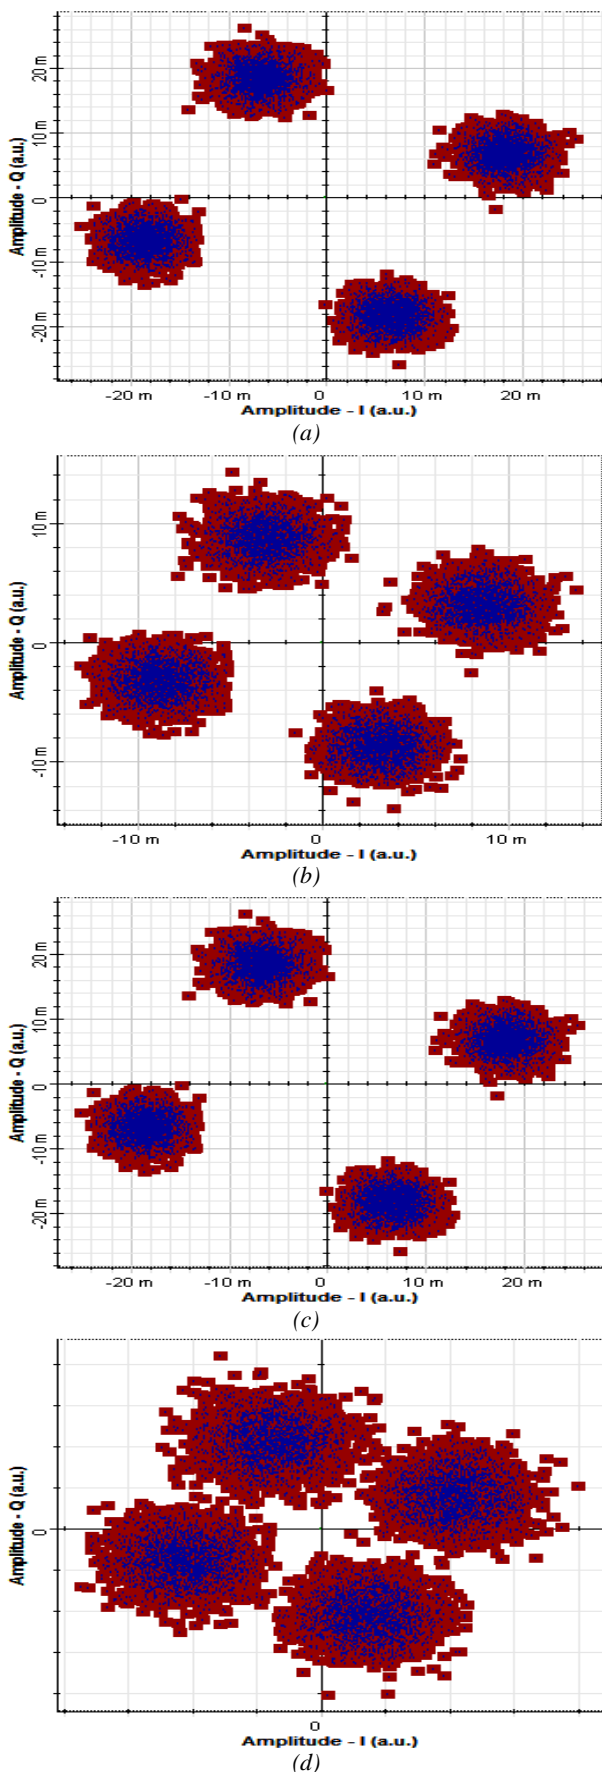 20 m
10 m
0
-10 m
-20 m
Amplitude - Q (a.u.)
-20 m -10 m 0 10 m 20 m
Amplitude - I (a.u.)
(a)
10 m
0
-10 m
Amplitude - Q (a.u.)
-10 m 0 10 m
Amplitude - I (a.u.)
(b)
20 m
10 m
0
-10 m
-20 m
Amplitude - Q (a.u.)
-20 m -10 m 0 10 m 20 m
Amplitude - I (a.u.)
(c)
0
Amplitude - Q (a.u.)
0
Amplitude - I (a.u.)
(d)